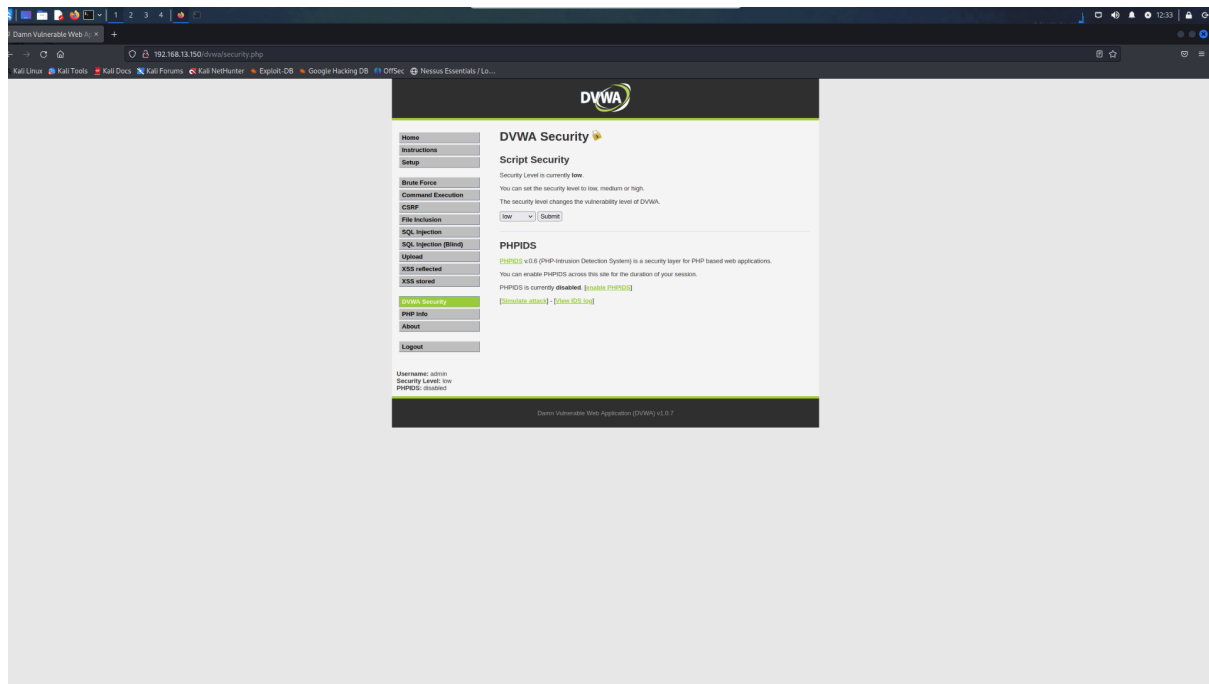 1 2 3 4
12:33
Damn Vulnerable Web Ap
192.168.13.150/dvwa/security.php
Kali Linux Kali Tools Kali Docs Kali Forums Kali NetHunter Exploit-DB Google Hacking DB OffSec Nessus Essentials / Lo...
DVWA
Home
Instructions
Setup
Brute Force
Command Execution
CSRF
File Inclusion
SQL Injection
SQL Injection (Blind)
Upload
XSS reflected
XSS stored
DVWA Security
PHP Info
About
Logout
Username: admin
Security Level: low
PHPIDS: disabled
DVWA Security
Script Security
Security Level is currently low.
You can set the security level to low, medium or high.
The security level changes the vulnerability level of DVWA.
low Submit
PHPIDS
PHPIDS v.0.6 (PHP-Intrusion Detection System) is a security layer for PHP based web applications.
You can enable PHPIDS across this site for the duration of your session.
PHPIDS is currently disabled. [enable PHPIDS]
[Simulate attack] - [View IDS log]
Damn Vulnerable Web Application (DVWA) v1.0.7